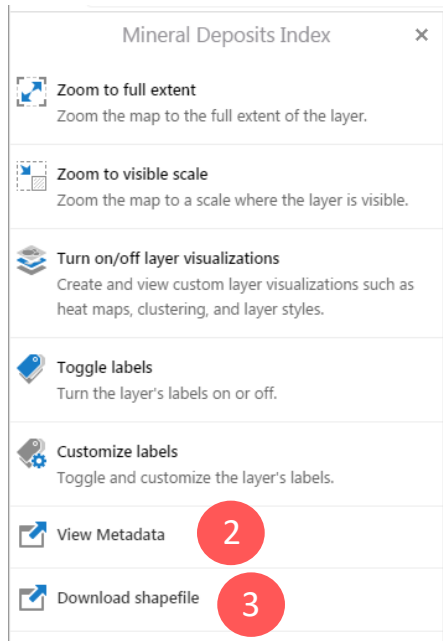 Mineral Deposits Index
Zoom to full extent
Zoom the map to the full extent of the layer.
Zoom to visible scale
Zoom the map to a scale where the layer is visible.
Turn on/off layer visualizations
Create and view custom layer visualizations such as
heat maps, clustering, and layer styles.
Toggle labels
Turn the layer's labels on or off.
Customize labels
Toggle and customize the layer's labels.
View Metadata 2
Download shapefile 3